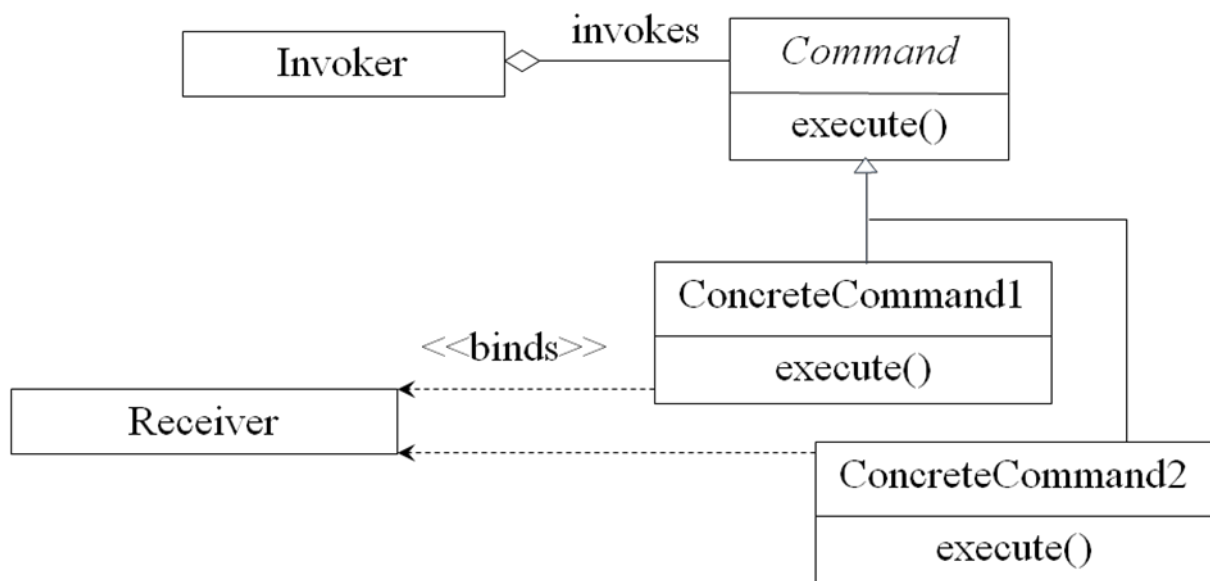 invokes
Invoker
Command
execute()
ConcreteCommand1
execute()
<<binds>>
Receiver
ConcreteCommand2
execute()